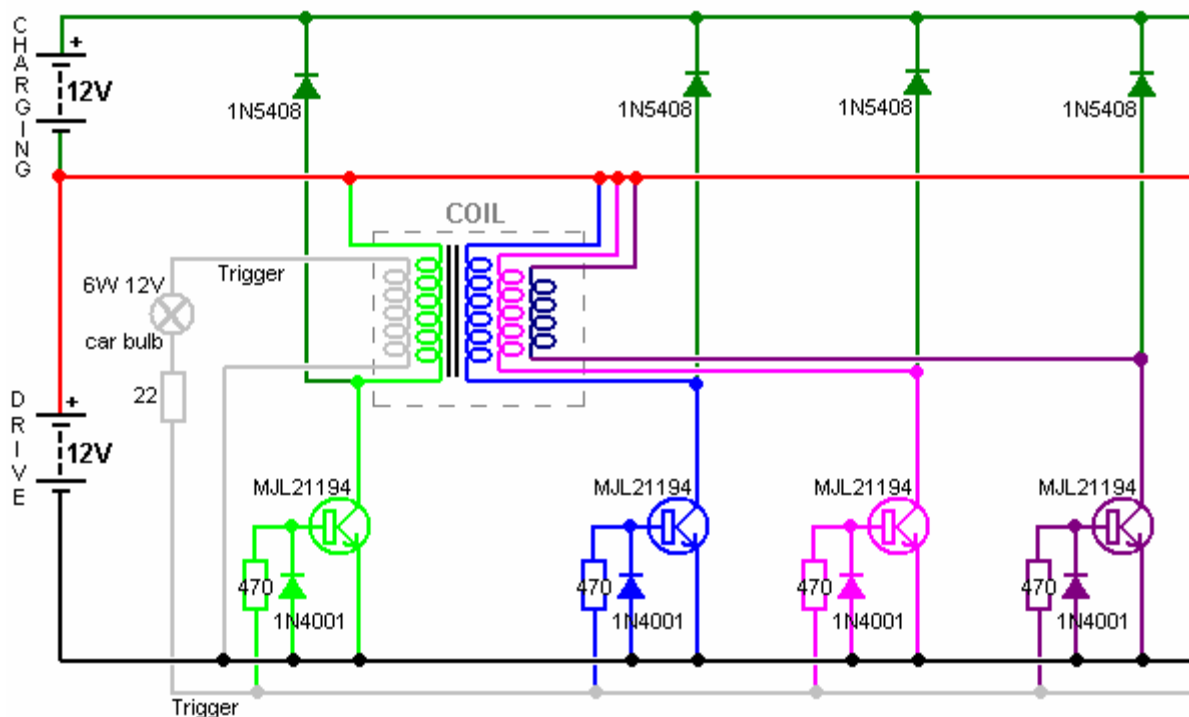 CHARGING
+
12V
1N5408
1N5408
1N5408
1N5408
COIL
Trigger
6W 12V
car bulb
22
DRIVE
+
12V
MJL21194
MJL21194
MJL21194
MJL21194
470
470
470
470
1N4001
1N4001
1N4001
1N4001
Trigger